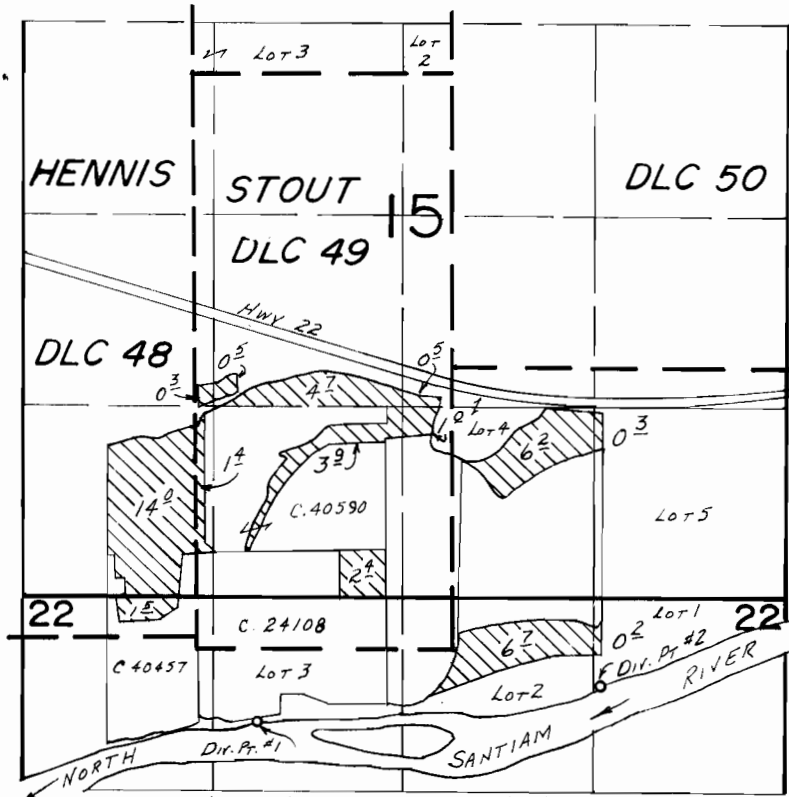 LOT 3
LOT
2
HENNIS
STOUT
DLC 50
15
DLC 49
HWY 22
DLC 48
0 5
0 3
4 7
0 5
LOT 4
6 2
0 3
1 4
3 9
14 0
C. 40590
LOT 5
2 4
22
1 5
C. 24108
LOT 1
22
0 2
6 7
C 40457
LOT 3
LOT 2
DIV. PT #2
RIVER
DIV. PT. #1
SANTIAM
NORTH